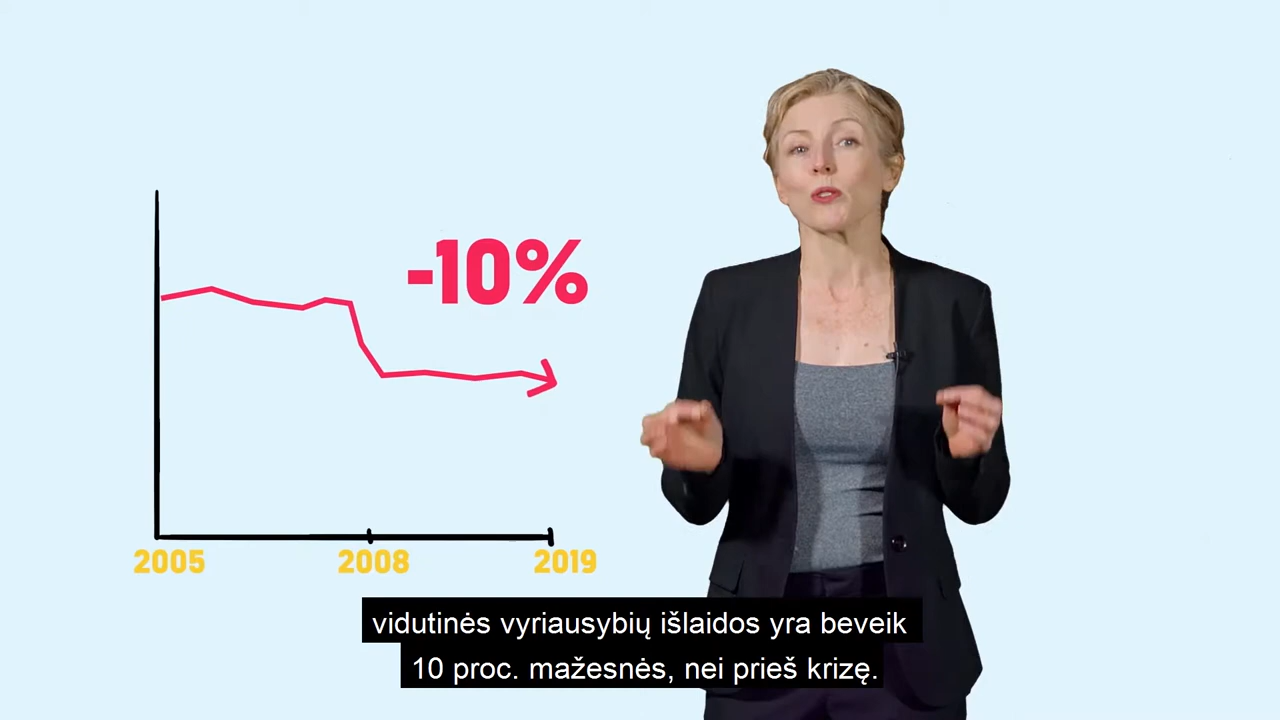 -10%
2005 2008 2019
vidutinės vyriausybių išlaidos yra beveik
10 proc. mažesnės, nei prieš krizę.